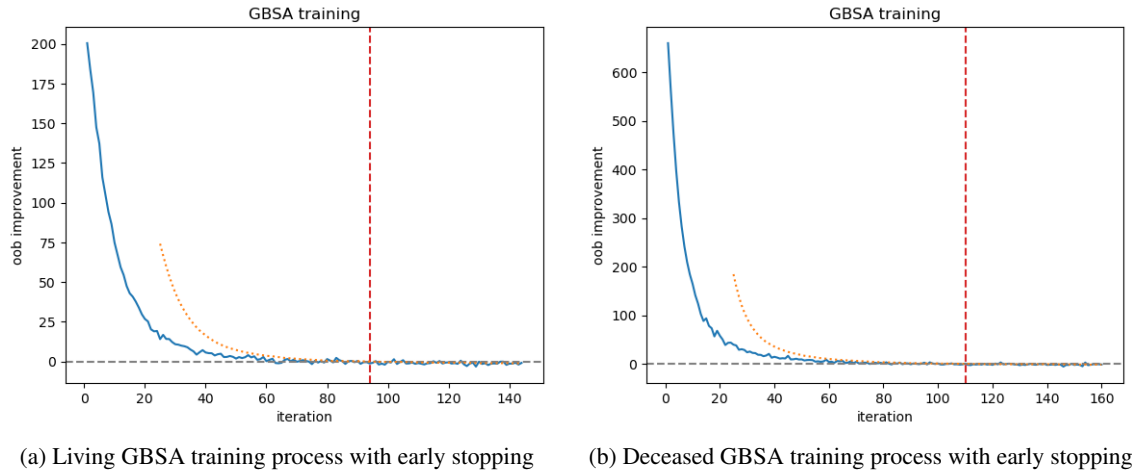 GBSA training
200
175
150
125
100
75
50
25
0
oob improvement
0 20 40 60 80 100 120 140
iteration
(a) Living GBSA training process with early stopping
GBSA training
600
500
400
300
200
100
0
oob improvement
0 20 40 60 80 100 120 140 160
iteration
(b) Deceased GBSA training process with early stopping